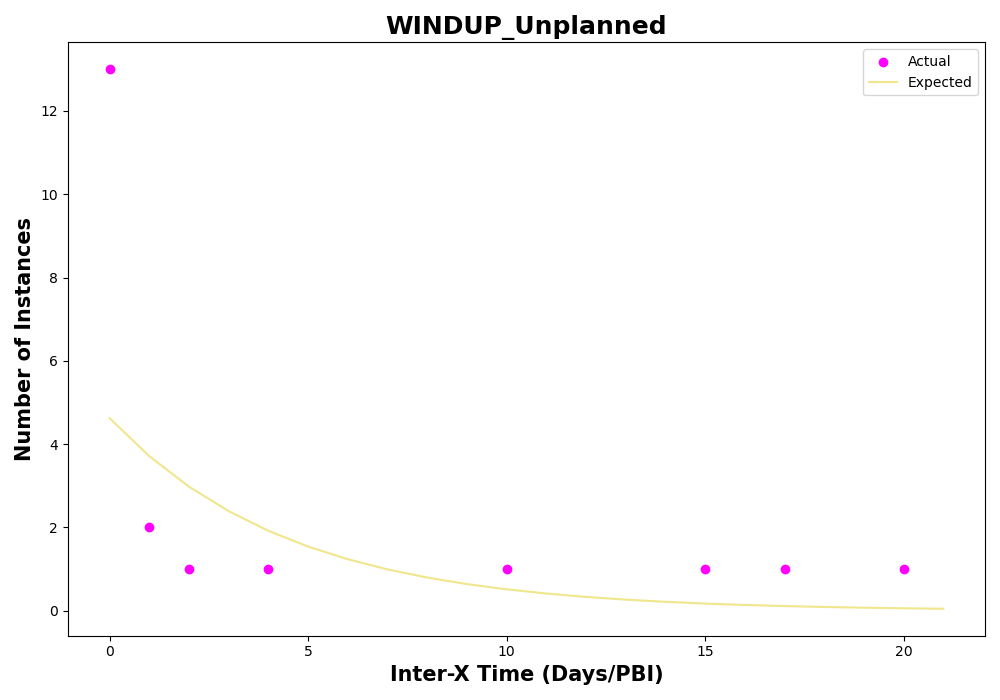 WINDUP_Unplanned
Actual
Expected
Number of Instances
12
10
8
6
4
2
0
0
5
10
15
20
Inter-X Time (Days/PBI)